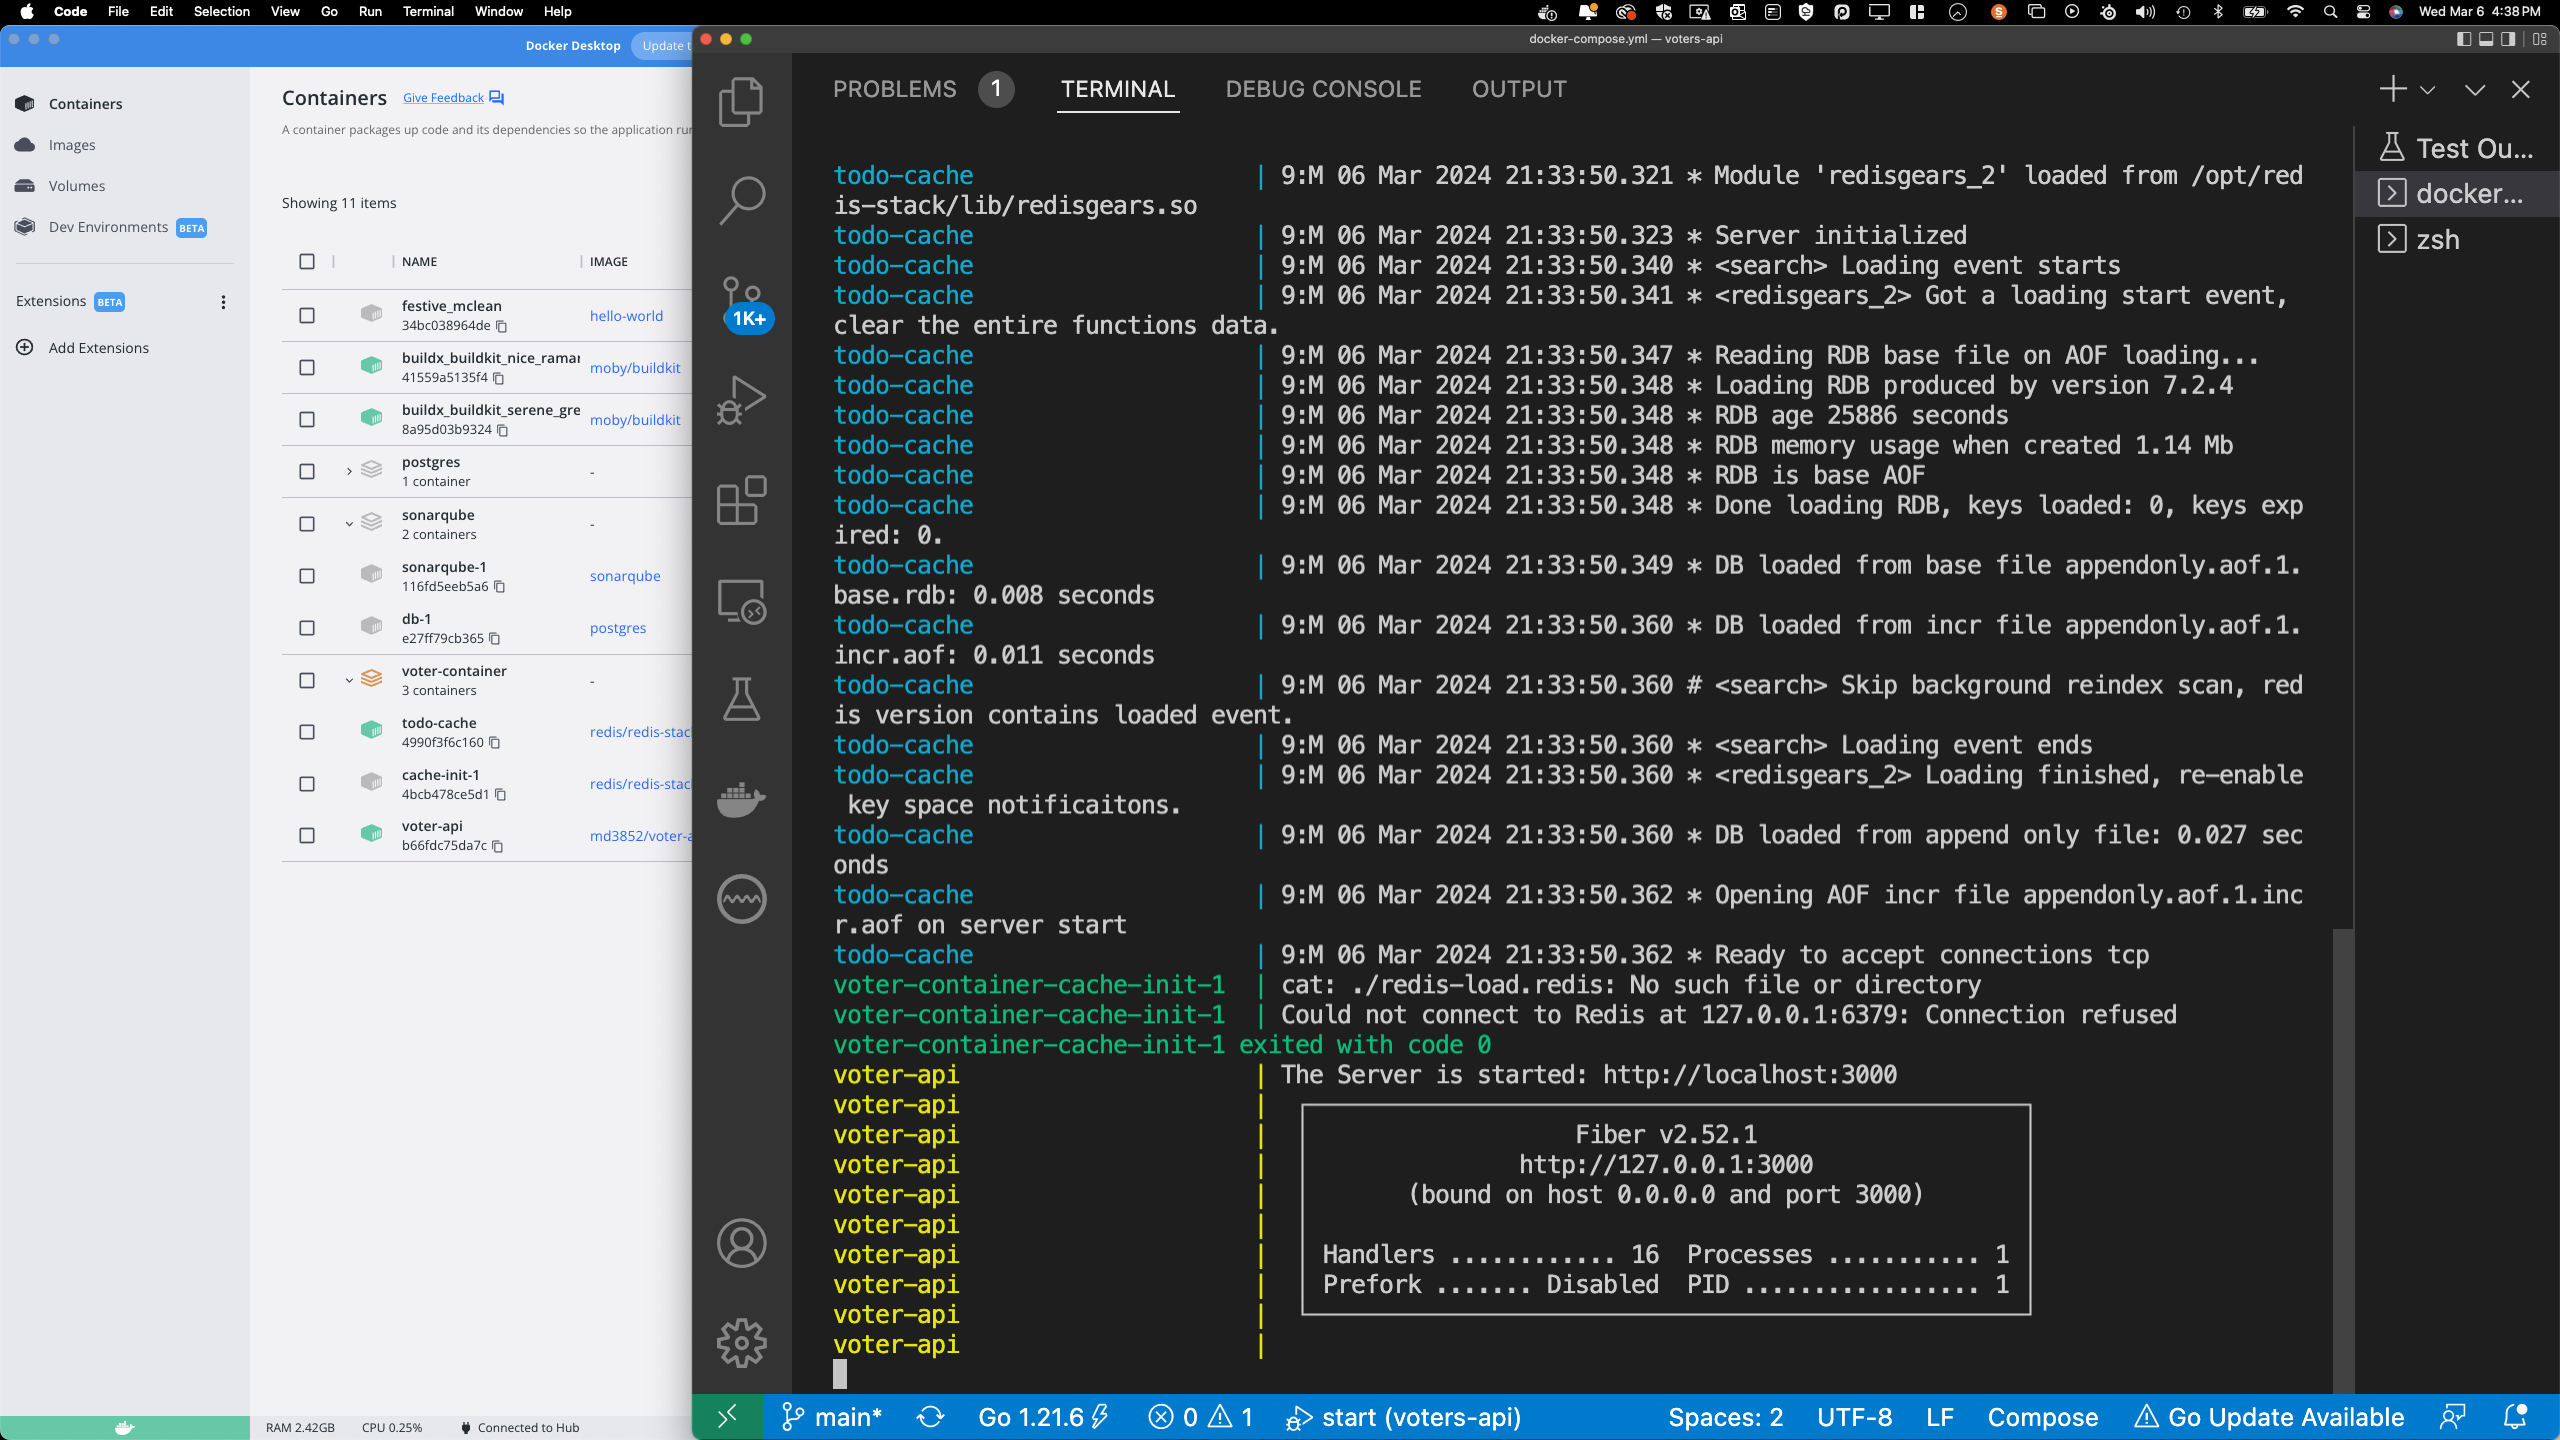 Code File Edit Selection View Go Run Terminal Window Help
Wed Mar 6 4:38 PM
Docker Desktop
Update t
Containers
Images
Volumes
Dev Environments BETA
Extensions BETA
Add Extensions
Containers Give Feedback
A container packages up code and its dependencies so the application run
Showing 11 items
NAME IMAGE
festive_mclean
34bc038964de
hello-world
buildx_buildkit_nice_raman
41559a5135f4
moby/buildkit
buildx_buildkit_serene_gre
8a95d03b9324
moby/buildkit
postgres
1 container
-
sonarqube
2 containers
-
sonarqube-1
116fd5eeb5a6
sonarqube
db-1
e27ff79cb365
postgres
voter-container
3 containers
-
todo-cache
4990f3f6c160
redis/redis-stac
cache-init-1
4bcb478ce5d1
redis/redis-stac
voter-api
b66fdc75da7c
md3852/voter-a
RAM 2.42GB CPU 0.25% Connected to Hub
docker-compose.yml — voters-api
PROBLEMS 1 TERMINAL DEBUG CONSOLE OUTPUT
1K+
todo-cache | 9:M 06 Mar 2024 21:33:50.321 * Module 'redisgears_2' loaded from /opt/red
is-stack/lib/redisgears.so
todo-cache | 9:M 06 Mar 2024 21:33:50.323 * Server initialized
todo-cache | 9:M 06 Mar 2024 21:33:50.340 * <search> Loading event starts
todo-cache | 9:M 06 Mar 2024 21:33:50.341 * <redisgears_2> Got a loading start event,
clear the entire functions data.
todo-cache | 9:M 06 Mar 2024 21:33:50.347 * Reading RDB base file on AOF loading...
todo-cache | 9:M 06 Mar 2024 21:33:50.348 * Loading RDB produced by version 7.2.4
todo-cache | 9:M 06 Mar 2024 21:33:50.348 * RDB age 25886 seconds
todo-cache | 9:M 06 Mar 2024 21:33:50.348 * RDB memory usage when created 1.14 Mb
todo-cache | 9:M 06 Mar 2024 21:33:50.348 * RDB is base AOF
todo-cache | 9:M 06 Mar 2024 21:33:50.348 * Done loading RDB, keys loaded: 0, keys exp
ired: 0.
todo-cache | 9:M 06 Mar 2024 21:33:50.349 * DB loaded from base file appendonly.aof.1.
base.rdb: 0.008 seconds
todo-cache | 9:M 06 Mar 2024 21:33:50.360 * DB loaded from incr file appendonly.aof.1.
incr.aof: 0.011 seconds
todo-cache | 9:M 06 Mar 2024 21:33:50.360 # <search> Skip background reindex scan, red
is version contains loaded event.
todo-cache | 9:M 06 Mar 2024 21:33:50.360 * <search> Loading event ends
todo-cache | 9:M 06 Mar 2024 21:33:50.360 * <redisgears_2> Loading finished, re-enable
key space notificaitons.
todo-cache | 9:M 06 Mar 2024 21:33:50.360 * DB loaded from append only file: 0.027 sec
onds
todo-cache | 9:M 06 Mar 2024 21:33:50.362 * Opening AOF incr file appendonly.aof.1.inc
r.aof on server start
todo-cache | 9:M 06 Mar 2024 21:33:50.362 * Ready to accept connections tcp
voter-container-cache-init-1 | cat: ./redis-load.redis: No such file or directory
voter-container-cache-init-1 | Could not connect to Redis at 127.0.0.1:6379: Connection refused
voter-container-cache-init-1 exited with code 0
voter-api | The Server is started: http://localhost:3000
voter-api |
voter-api | Fiber v2.52.1
voter-api | http://127.0.0.1:3000
voter-api | (bound on host 0.0.0.0 and port 3000)
voter-api |
voter-api | Handlers ............ 16 Processes ........... 1
voter-api | Prefork ....... Disabled PID ................. 1
voter-api |
voter-api |
Test Ou...
docker...
zsh
main* Go 1.21.6 0 1 start (voters-api) Spaces: 2 UTF-8 LF Compose Go Update Available